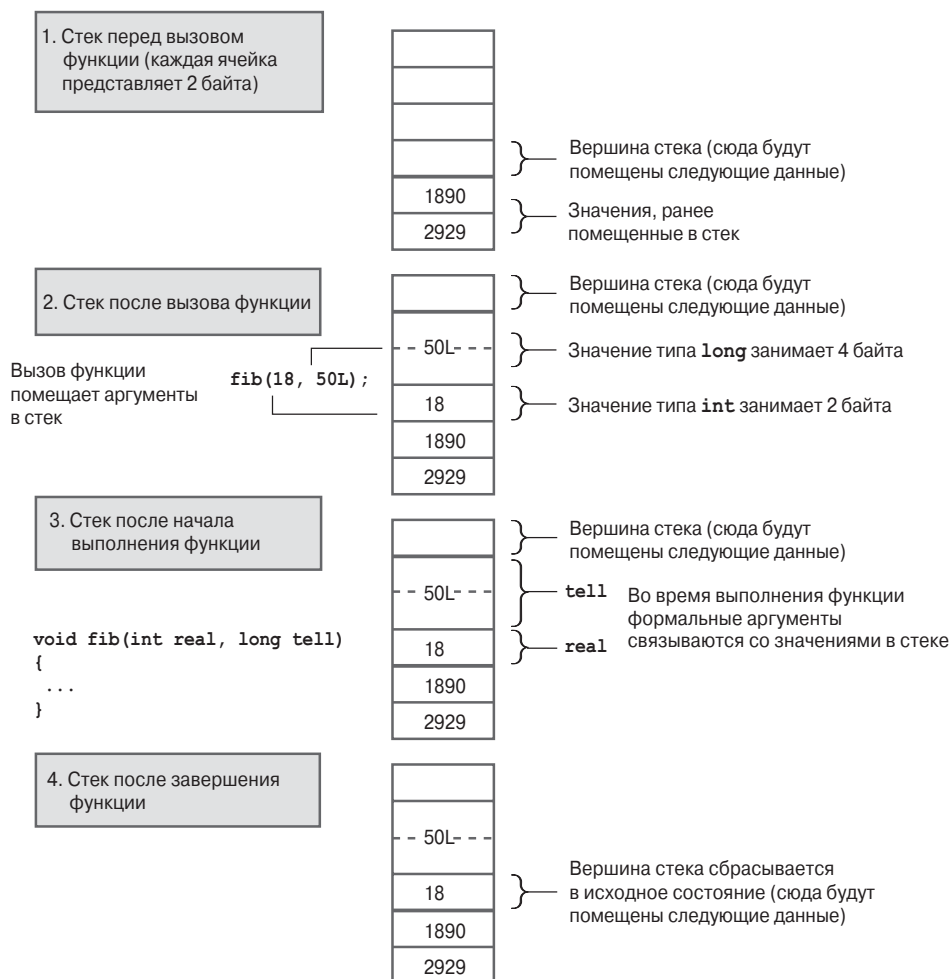 1. Стек перед вызовом
функции (каждая ячейка
представляет 2 байта)
Вершина стека (сюда будут
помещены следующие данные)
1890
2929
Значения, ранее
помещенные в стек
2. Стек после вызова функции
Вершина стека (сюда будут
помещены следующие данные)
50L
Значение типа long занимает 4 байта
Вызов функции
помещает аргументы
в стек
fib(18, 50L);
18
Значение типа int занимает 2 байта
1890
2929
3. Стек после начала
выполнения функции
Вершина стека (сюда будут
помещены следующие данные)
50L
tell
Во время выполнения функции
формальные аргументы
связываются со значениями в стеке
void fib(int real, long tell)
{
...
}
18
real
1890
2929
4. Стек после завершения
функции
50L
18
Вершина стека сбрасывается
в исходное состояние (сюда будут
помещены следующие данные)
1890
2929